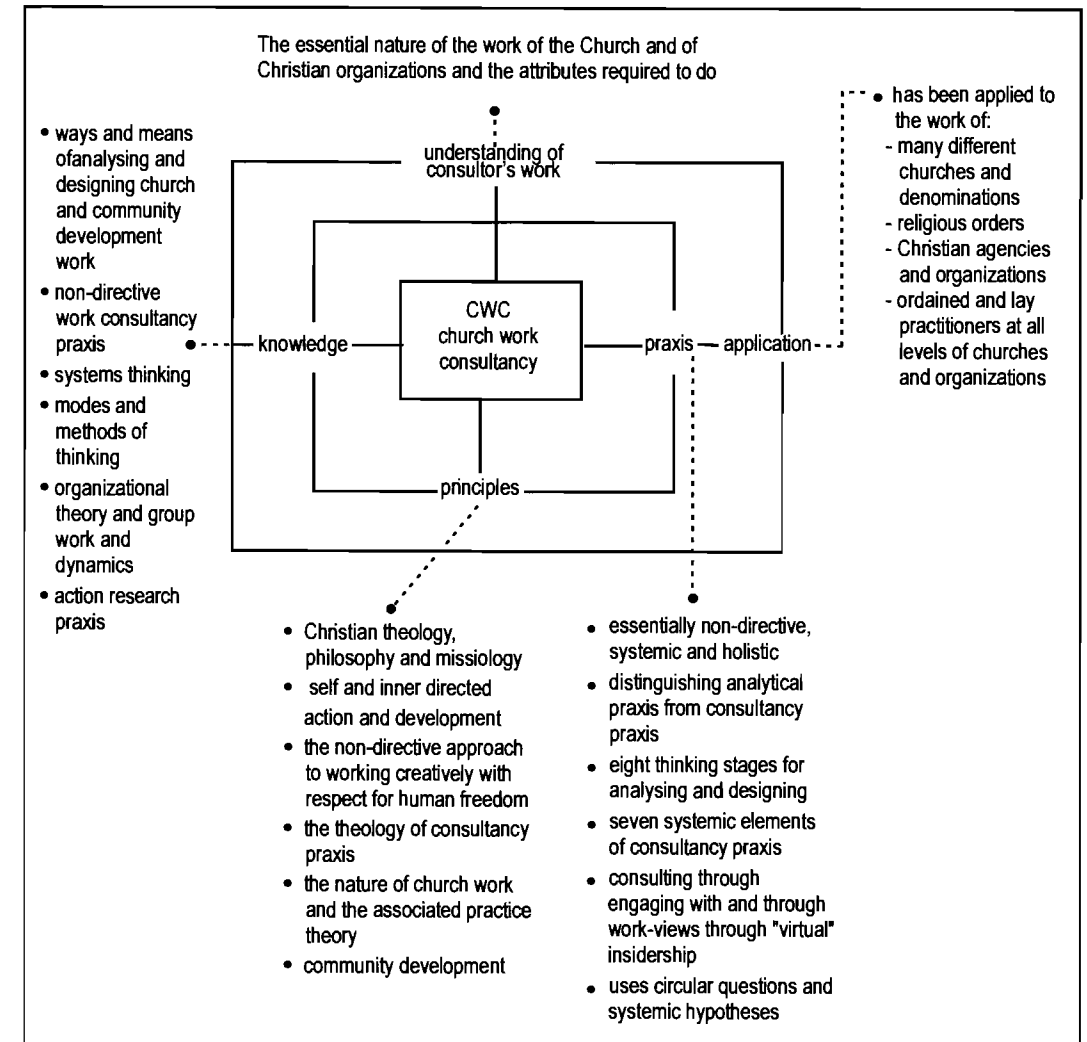 The essential nature of the work of the Church and of
Christian organizations and the attributes required to do
• ways and means
ofanalysing and
designing church
and community
development
work
• non-directive
work consultancy
praxis
• systems thinking
• modes and
methods of
thinking
• organizational
theory and group
work and
dynamics
• action research
praxis
understanding of
consultor's work
knowledge
CWC
church work
consultancy
praxis
application
principles
• has been applied to
the work of:
- many different
churches and
denominations
- religious orders
- Christian agencies
and organizations
- ordained and lay
practitioners at all
levels of churches
and organizations
• Christian theology,
philosophy and missiology
• self and inner directed
action and development
• the non-directive approach
to working creatively with
respect for human freedom
• the theology of consultancy
praxis
• the nature of church work
and the associated practice
theory
• community development
• essentially non-directive,
systemic and holistic
• distinguishing analytical
praxis from consultancy
praxis
• eight thinking stages for
analysing and designing
• seven systemic elements
of consultancy praxis
• consulting through
engaging with and through
work-views through "virtual"
insidership
• uses circular questions and
systemic hypotheses